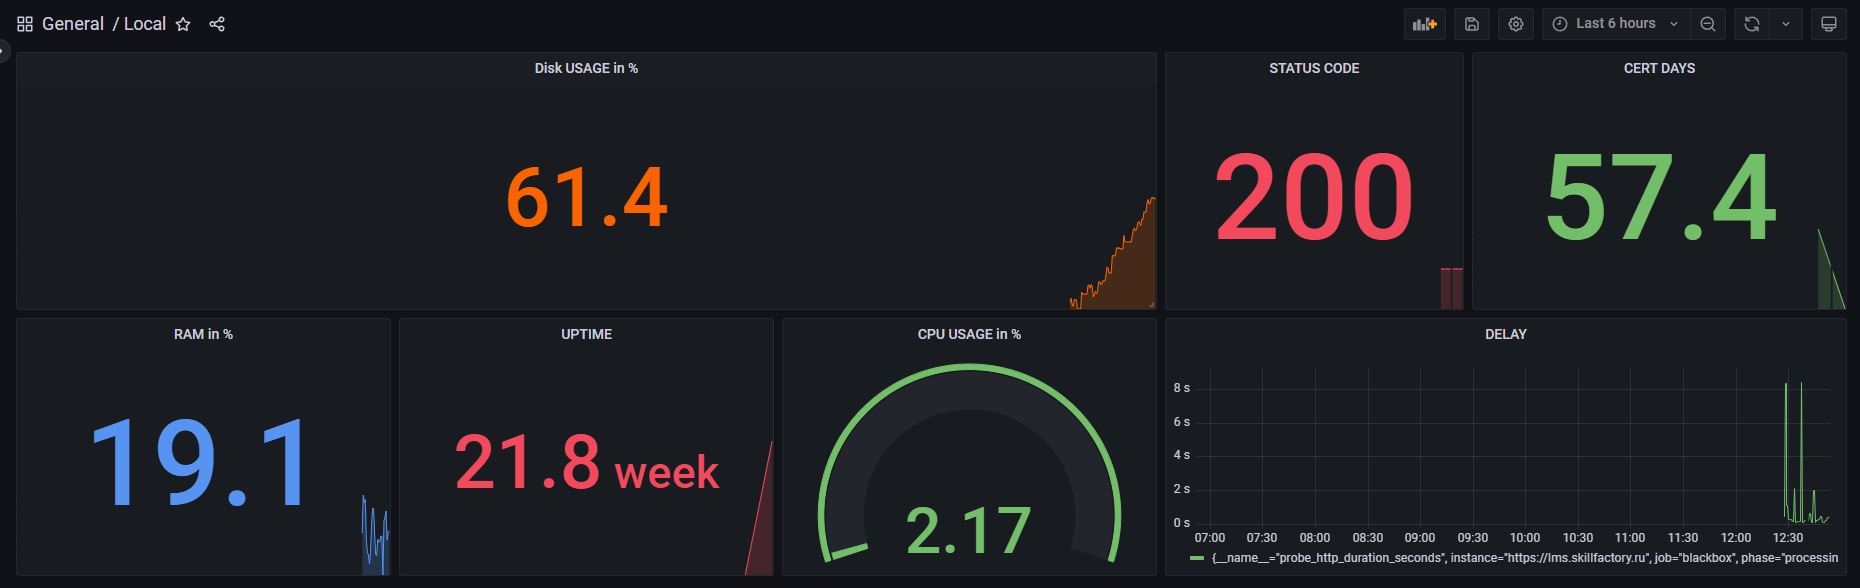 General / Local
Last 6 hours
Disk USAGE in %
61.4
STATUS CODE
200
CERT DAYS
57.4
RAM in %
19.1
UPTIME
21.8 week
CPU USAGE in %
2.17
DELAY
8 s
6 s
4 s
2 s
0 s
07:00 07:30 08:00 08:30 09:00 09:30 10:00 10:30 11:00 11:30 12:00 12:30
{__name__="probe_http_duration_seconds", instance="https://lms.skillfactory.ru", job="blackbox", phase="processin